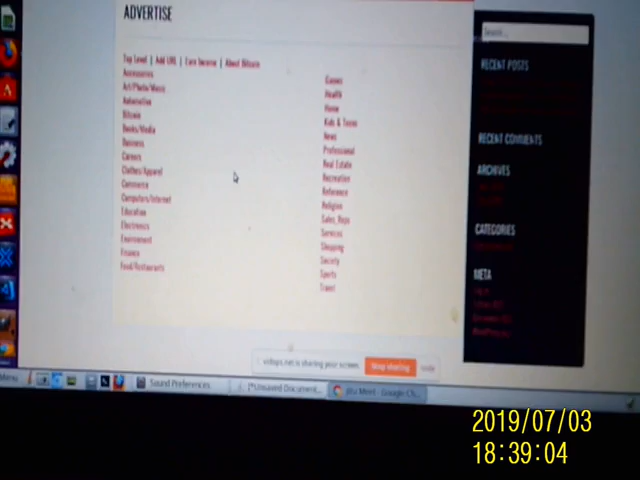 ADVERTISE
Top Level | Add URL | Earn Income | About Bitcoin
Accessories
Art/Photo/Music
Automotive
Bitcoin
Books/Media
Business
Careers
Clothes/Apparel
Commerce
Computers/Internet
Education
Electronics
Environment
Finance
Food/Restaurants
Games
Health
Home
Kids & Teens
News
Professional
Real Estate
Recreation
Reference
Religion
Sales_Reps
Services
Shopping
Society
Sports
Travel
Search...
RECENT POSTS
RECENT COMMENTS
ARCHIVES
CATEGORIES
META
is sharing your screen.
Stop sharing
Hide
Menu
Sound Preferences
[*Unsaved Document...
Meet - Google Ch...
2019/07/03
18:39:04